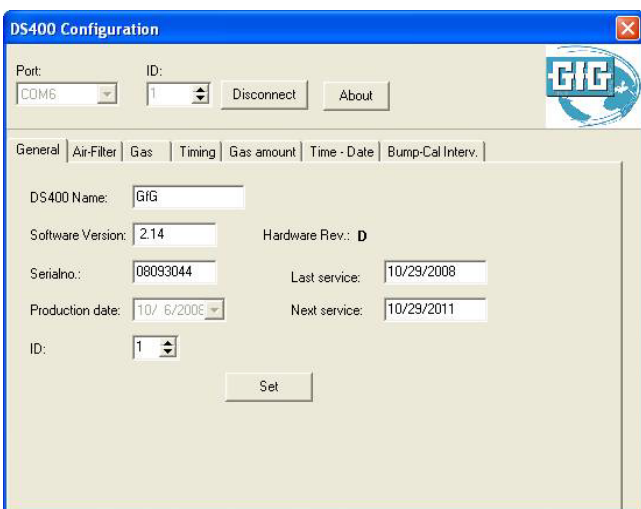 DS400 Configuration
Port: ID:
COM6 1 Disconnect About
GfG
General Air-Filter Gas Timing Gas amount Time - Date Bump-Cal Interv.
DS400 Name: GfG
Software Version: 2.14 Hardware Rev.: D
Serialno.: 08093044 Last service: 10/29/2008
Production date: 10/ 6/2008 Next service: 10/29/2011
ID: 1
Set